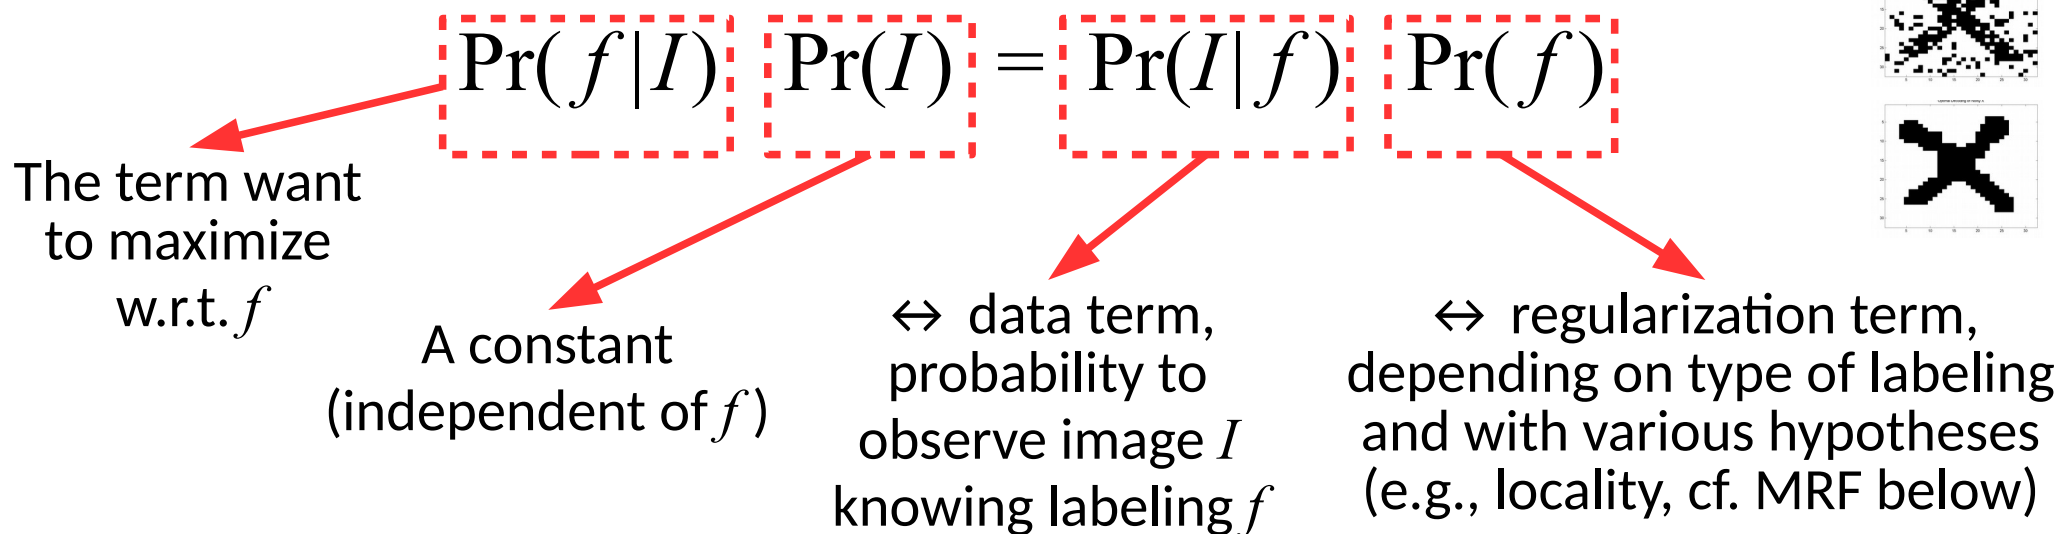 Pr(f|I) Pr(I) = Pr(I|f) Pr(f)
The term want
to maximize
w.r.t. f
A constant
(independent of f)
↔ data term,
probability to
observe image I
knowing labeling f
↔ regularization term,
depending on type of labeling
and with various hypotheses
(e.g., locality, cf. MRF below)